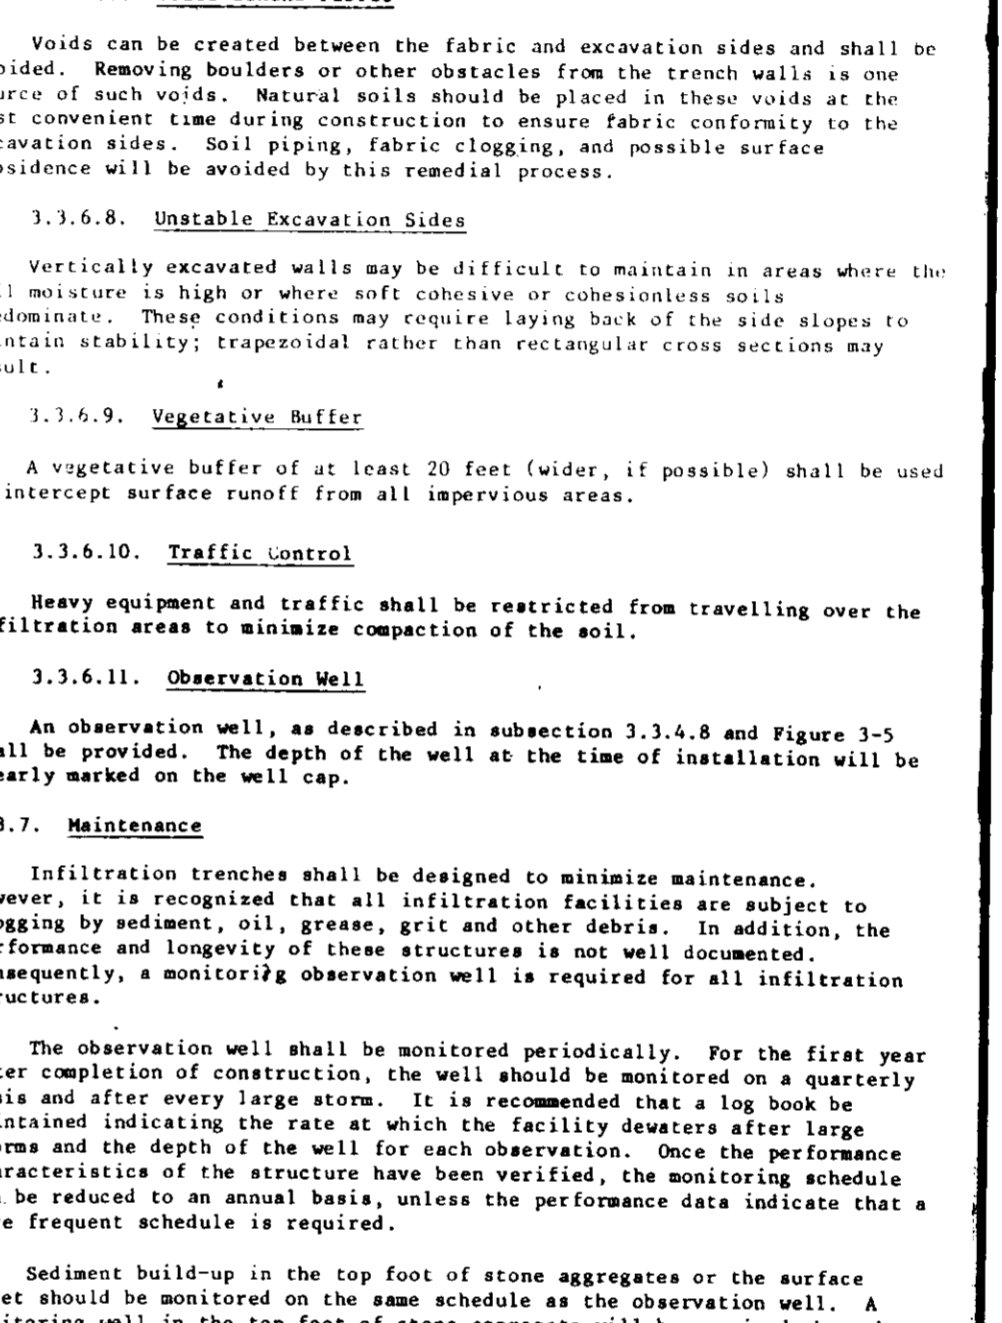 Voids can be created between the fabric and excavation sides and shall be
oided. Removing boulders or other obstacles from the trench walls is one
urce of such voids. Natural soils should be placed in these voids at the
st convenient time during construction to ensure fabric conformity to the
cavation sides. Soil piping, fabric clogging, and possible surface
osidence will be avoided by this remedial process.
3.3.6.8. Unstable Excavation Sides
Vertically excavated walls may be difficult to maintain in areas where the
l moisture is high or where soft cohesive or cohesionless soils
edominate. These conditions may require laying back of the side slopes to
ntain stability; trapezoidal rather than rectangular cross sections may
sult.
3.3.6.9. Vegetative Buffer
A vegetative buffer of at least 20 feet (wider, if possible) shall be used
intercept surface runoff from all impervious areas.
3.3.6.10. Traffic Control
Heavy equipment and traffic shall be restricted from travelling over the
filtration areas to minimize compaction of the soil.
3.3.6.11. Observation Well
An observation well, as described in subsection 3.3.4.8 and Figure 3-5
all be provided. The depth of the well at the time of installation will be
early marked on the well cap.
3.7. Maintenance
Infiltration trenches shall be designed to minimize maintenance.
wever, it is recognized that all infiltration facilities are subject to
ogging by sediment, oil, grease, grit and other debris. In addition, the
rformance and longevity of these structures is not well documented.
nsequently, a monitoring observation well is required for all infiltration
ructures.
The observation well shall be monitored periodically. For the first year
ter completion of construction, the well should be monitored on a quarterly
sis and after every large storm. It is recommended that a log book be
intained indicating the rate at which the facility dewaters after large
orms and the depth of the well for each observation. Once the performance
aracteristics of the structure have been verified, the monitoring schedule
be reduced to an annual basis, unless the performance data indicate that a
e frequent schedule is required.
Sediment build-up in the top foot of stone aggregates or the surface
et should be monitored on the same schedule as the observation well. A